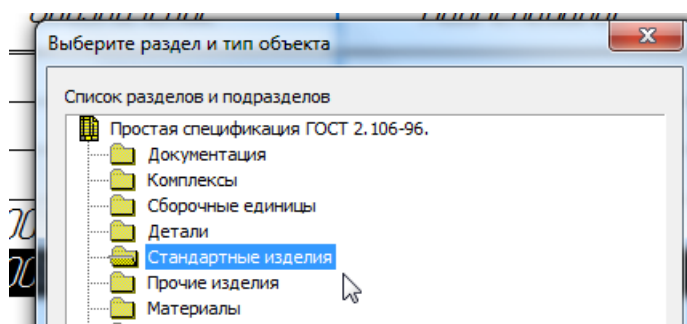 Выберите раздел и тип объекта
Список разделов и подразделов
Простая спецификация ГОСТ 2.106-96.
Документация
Комплексы
Сборочные единицы
Детали
Стандартные изделия
Прочие изделия
Материалы